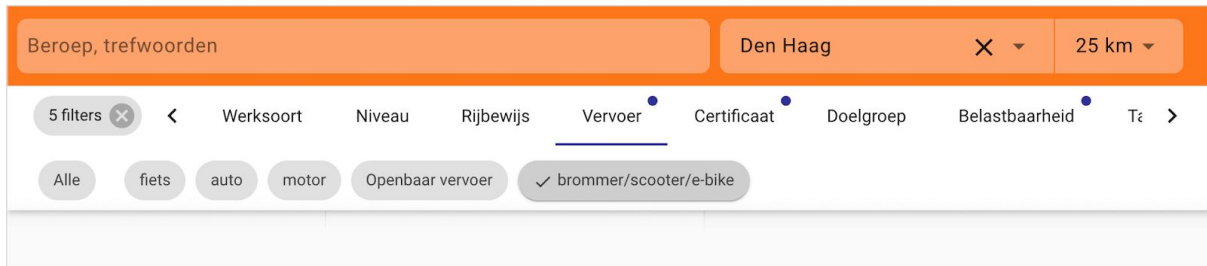 Beroep, trefwoorden Den Haag 25 km
5 filters Werksoort Niveau Rijbewijs Vervoer Certificaat Doelgroep Belastbaarheid
Alle fiets auto motor Openbaar vervoer brommer/scooter/e-bike